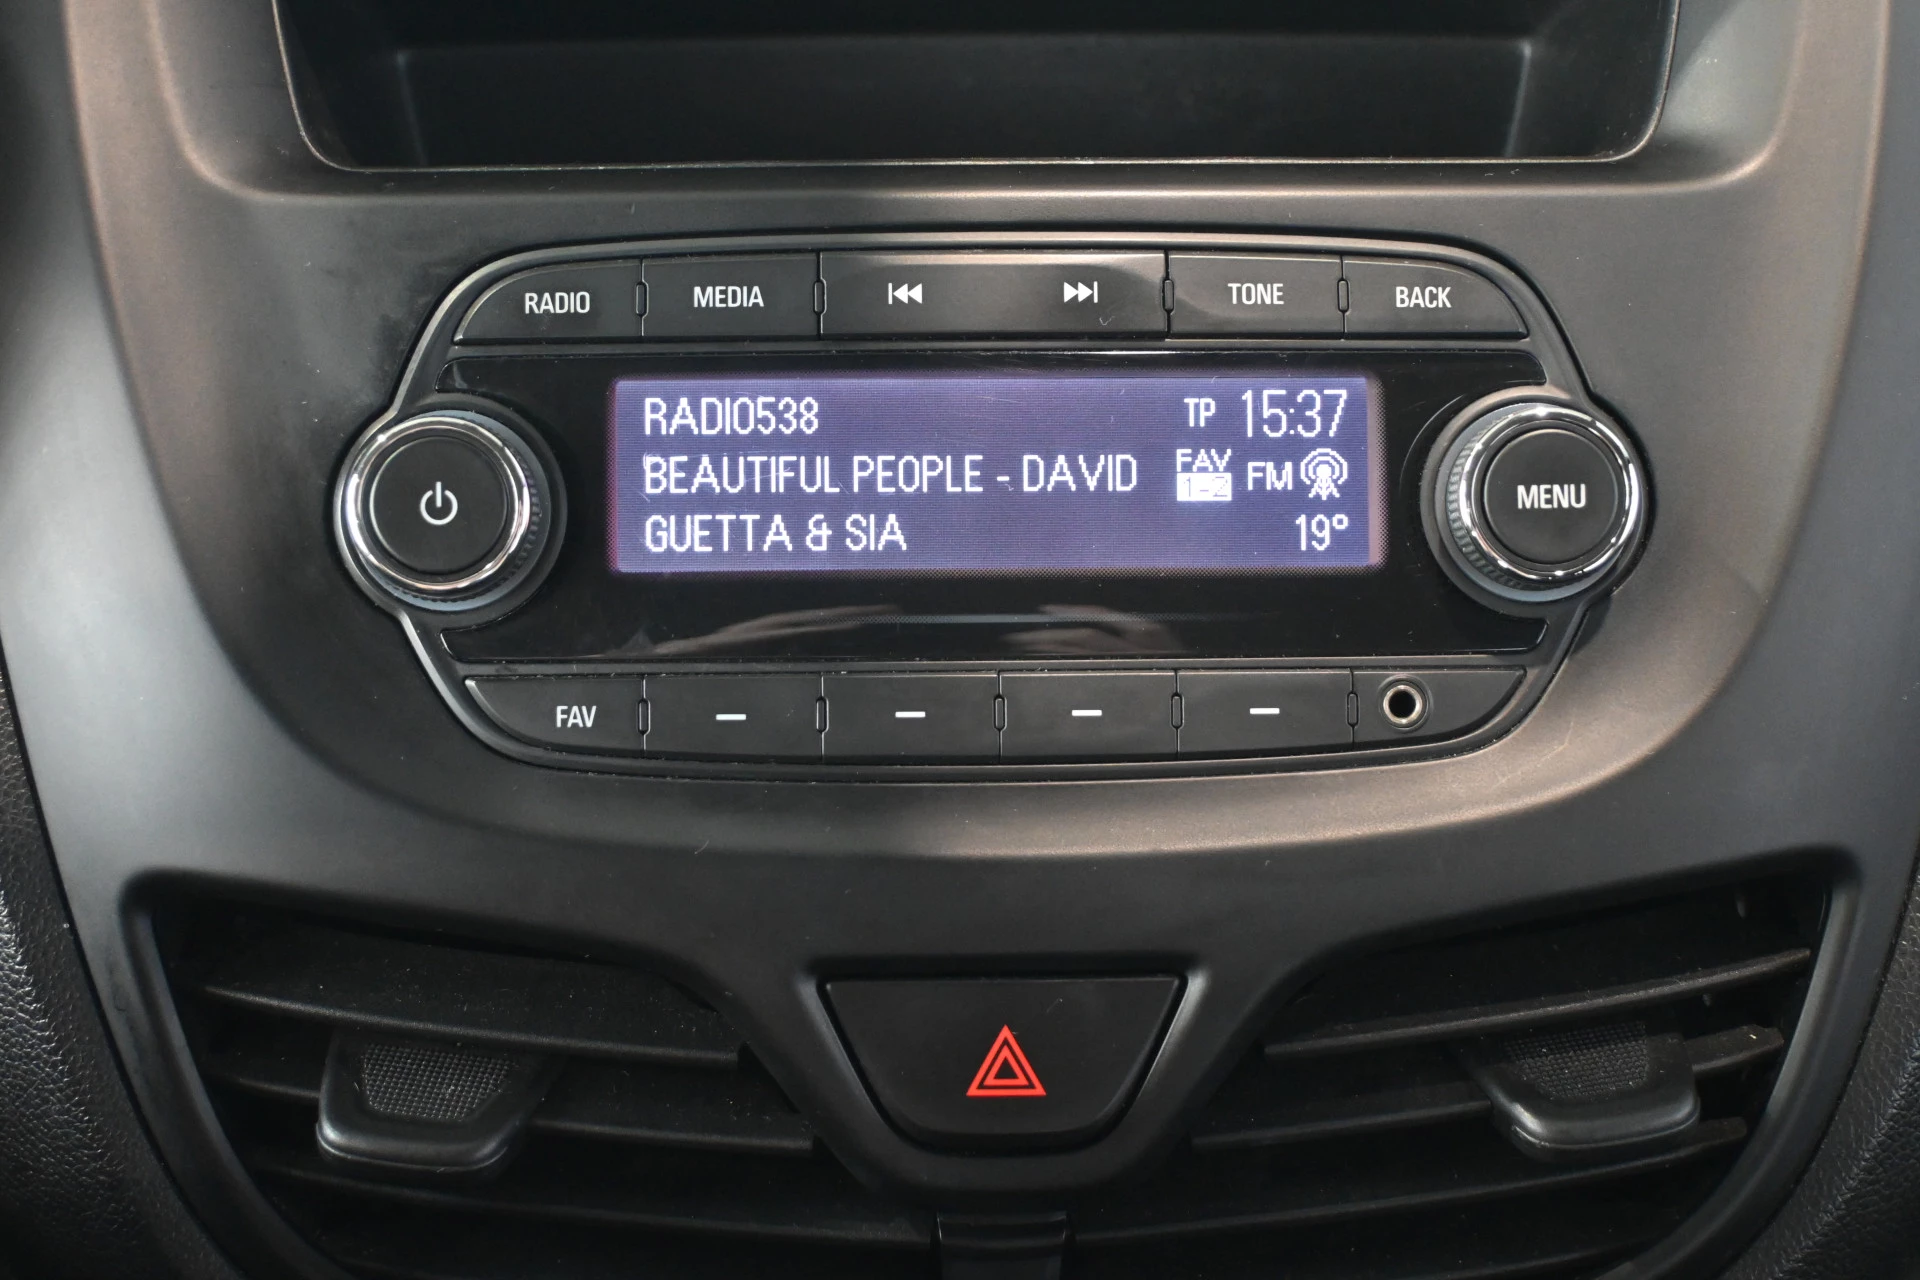 RADIO MEDIA TONE BACK
RADIO538 TP 15:37
BEAUTIFUL PEOPLE - DAVID FAV 1-2 FM
GUETTA & SIA 19°
MENU
FAV